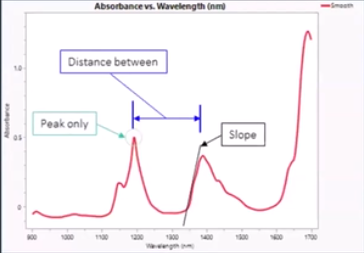 Absorbance vs. Wavelength (nm)
Smooth
Distance between
Peak only
Slope
Absorbance
1.0
0.5
0
900 1000 1100 1200 1300 1400 1500 1600 1700
Wavelength (nm)